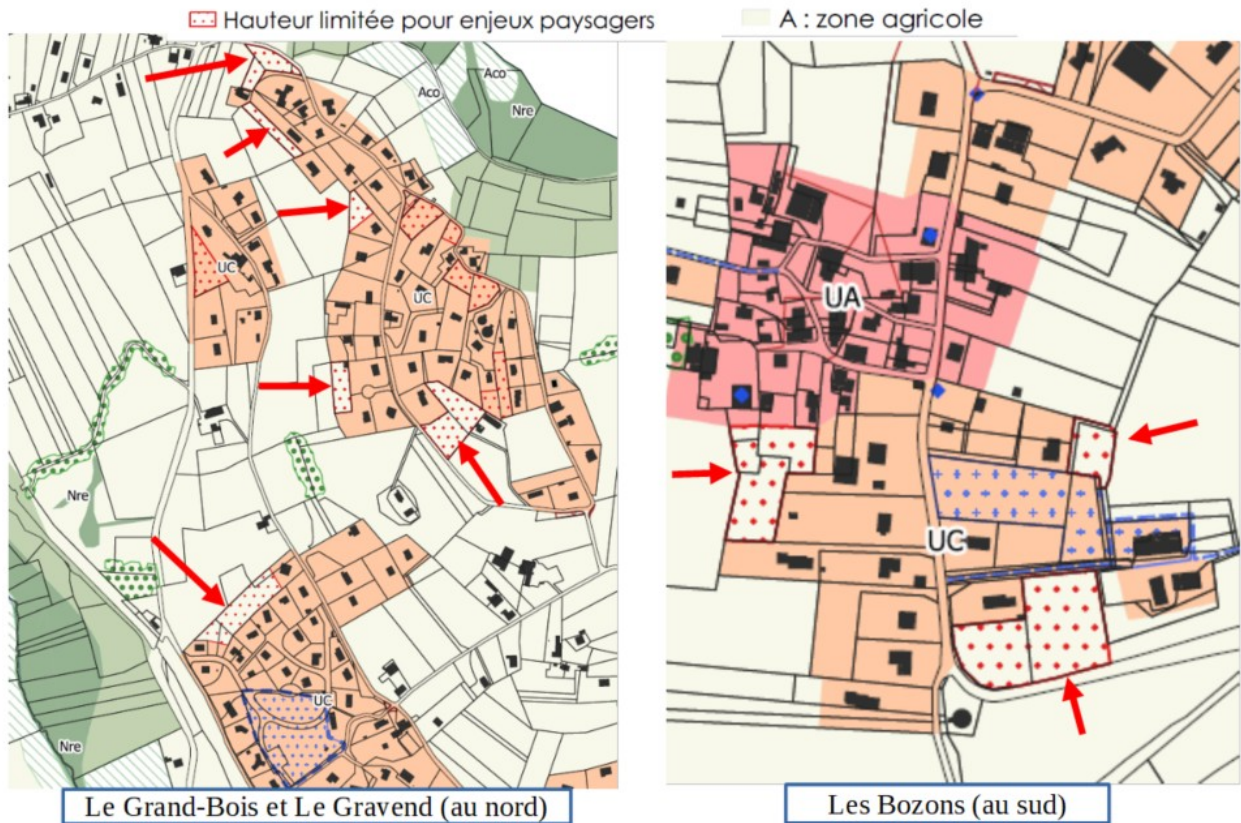 Hauteur limitée pour enjeux paysagers
A : zone agricole
Aco
Aco
Nre
UC
UC
Nre
UC
Nre
UA
UC
Le Grand-Bois et Le Gravend (au nord)
Les Bozons (au sud)